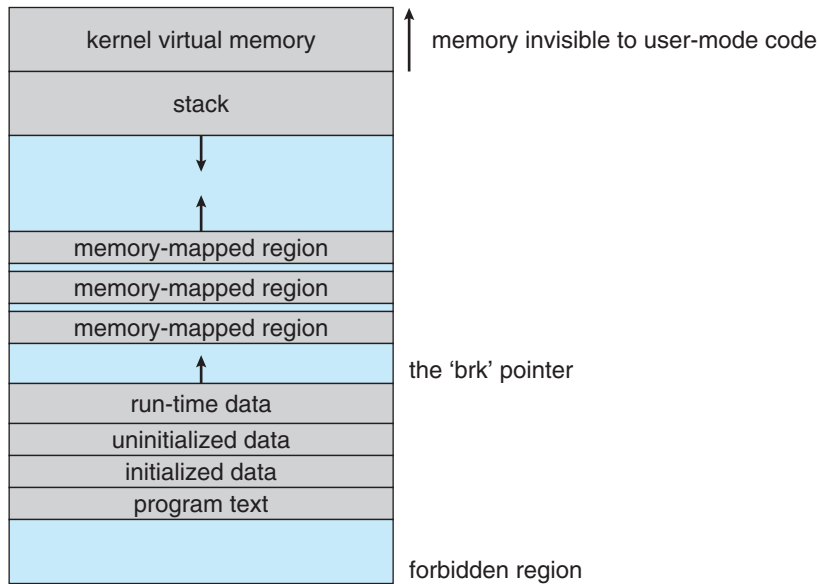 kernel virtual memory
memory invisible to user-mode code
stack
memory-mapped region
memory-mapped region
memory-mapped region
the ‘brk’ pointer
run-time data
uninitialized data
initialized data
program text
forbidden region